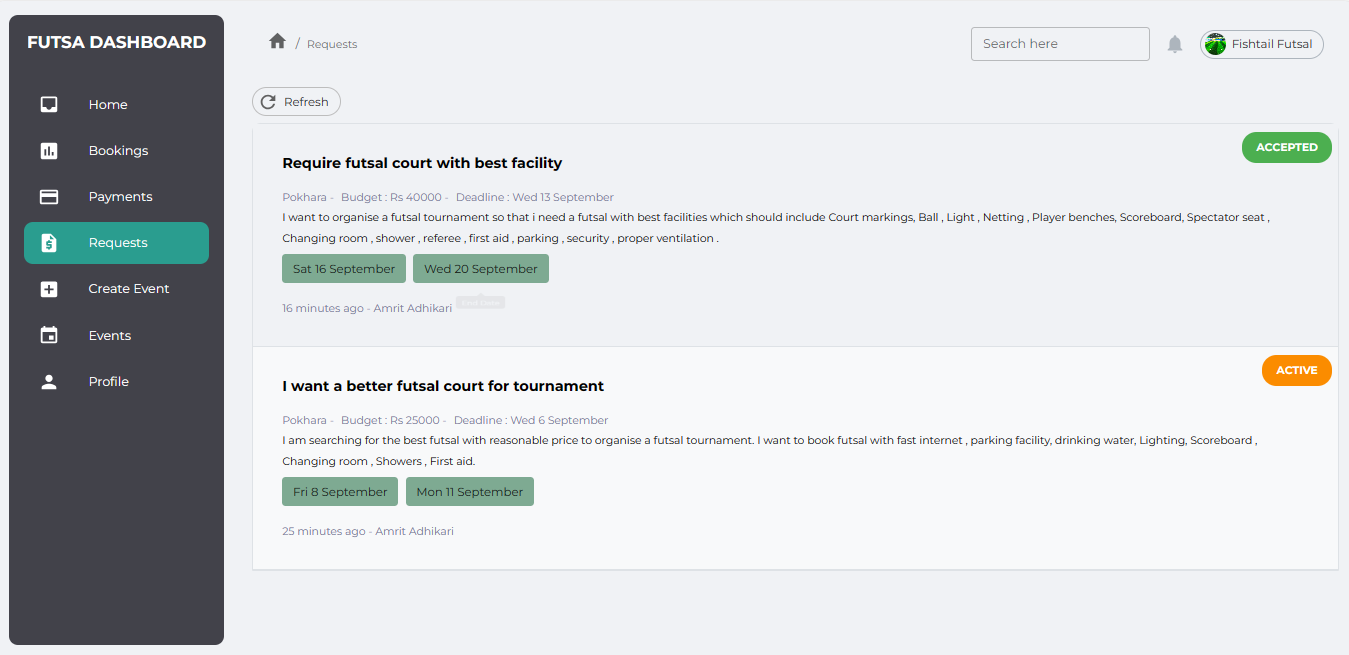 FUTSA DASHBOARD
Home
Bookings
Payments
Requests
Create Event
Events
Profile
/ Requests
Search here
Fishtail Futsal
Refresh
ACCEPTED
Require futsal court with best facility
Pokhara - Budget : Rs 40000 - Deadline : Wed 13 September
I want to organise a futsal tournament so that i need a futsal with best facilities which should include Court markings, Ball , Light , Netting , Player benches, Scoreboard, Spectator seat ,
Changing room , shower , referee , first aid , parking , security , proper ventilation .
Sat 16 September Wed 20 September
16 minutes ago - Amrit Adhikari
ACTIVE
I want a better futsal court for tournament
Pokhara - Budget : Rs 25000 - Deadline : Wed 6 September
I am searching for the best futsal with reasonable price to organise a futsal tournament. I want to book futsal with fast internet , parking facility, drinking water, Lighting, Scoreboard ,
Changing room , Showers , First aid.
Fri 8 September Mon 11 September
25 minutes ago - Amrit Adhikari